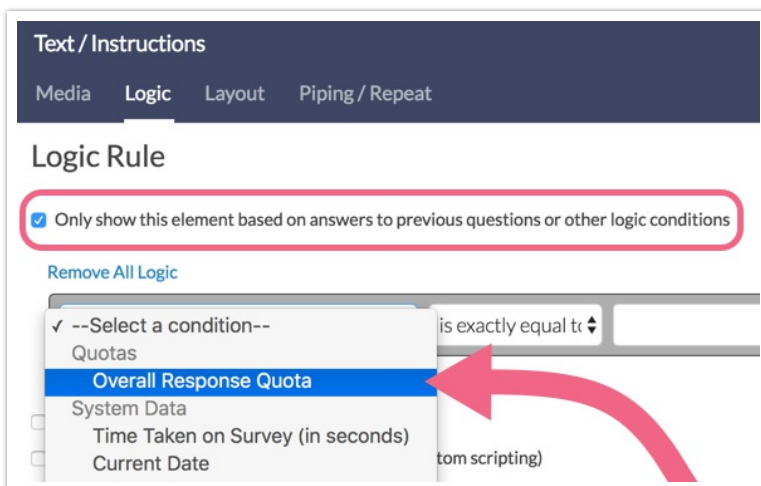 Text / Instructions
Media Logic Layout Piping / Repeat
Logic Rule
Only show this element based on answers to previous questions or other logic conditions
Remove All Logic
✓ --Select a condition-- is exactly equal
Quotas
Overall Response Quota
System Data
Time Taken on Survey (in seconds)
Current Date scripting)